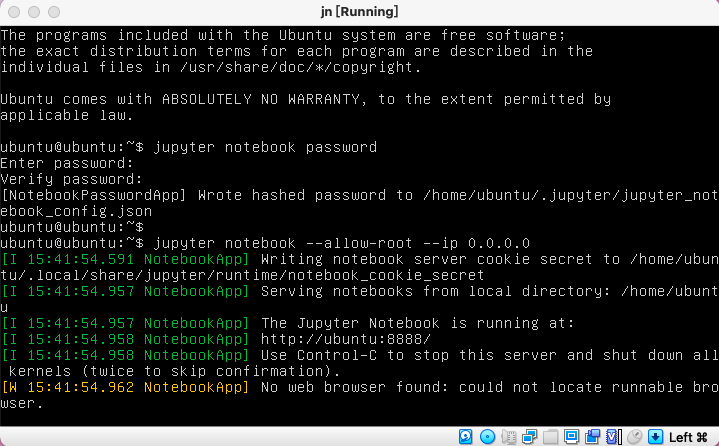 jn [Running]
The programs included with the Ubuntu system are free software;
the exact distribution terms for each program are described in the
individual files in /usr/share/doc/*/copyright.
Ubuntu comes with ABSOLUTELY NO WARRANTY, to the extent permitted by
applicable law.
ubuntu@ubuntu:~$ jupyter notebook password
Enter password:
Verify password:
[NotebookPasswordApp] Wrote hashed password to /home/ubuntu/.jupyter/jupyter_not
ebook_config.json
ubuntu@ubuntu:~$
ubuntu@ubuntu:~$ jupyter notebook --allow-root --ip 0.0.0.0
[I 15:41:54.591 NotebookApp] Writing notebook server cookie secret to /home/ubun
tu/.local/share/jupyter/runtime/notebook_cookie_secret
[I 15:41:54.957 NotebookApp] Serving notebooks from local directory: /home/ubunt
u
[I 15:41:54.957 NotebookApp] The Jupyter Notebook is running at:
[I 15:41:54.958 NotebookApp] http://ubuntu:8888/
[I 15:41:54.958 NotebookApp] Use Control-C to stop this server and shut down all
 kernels (twice to skip confirmation).
[W 15:41:54.962 NotebookApp] No web browser found: could not locate runnable bro
wser.
Left ⌘